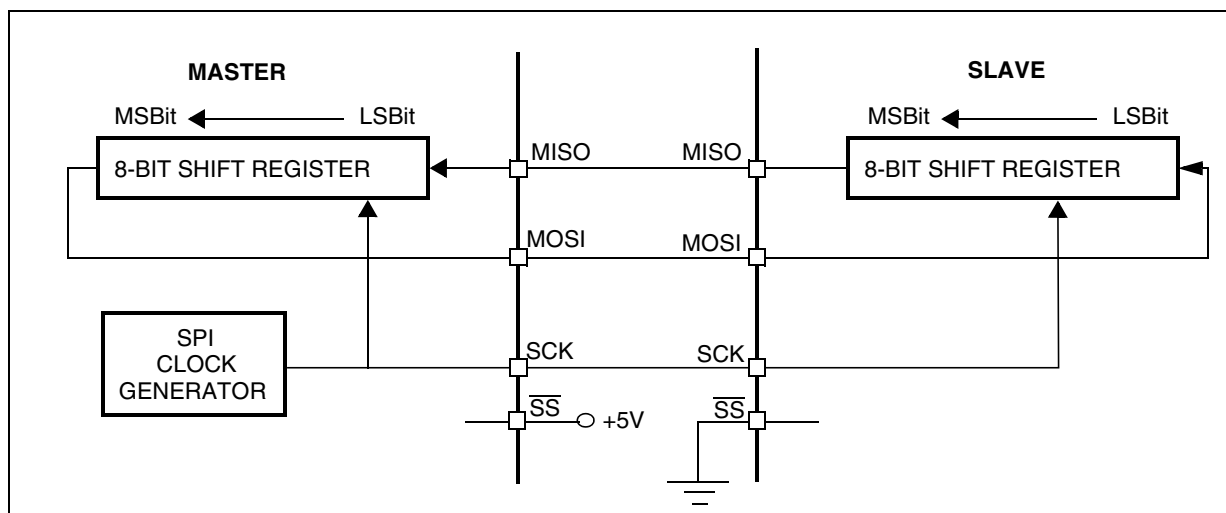 MASTER
SLAVE
MSBit
LSBit
MSBit
LSBit
8-BIT SHIFT REGISTER
MISO
MISO
8-BIT SHIFT REGISTER
MOSI
MOSI
SPI
CLOCK
GENERATOR
SCK
SCK
SS
+5V
SS